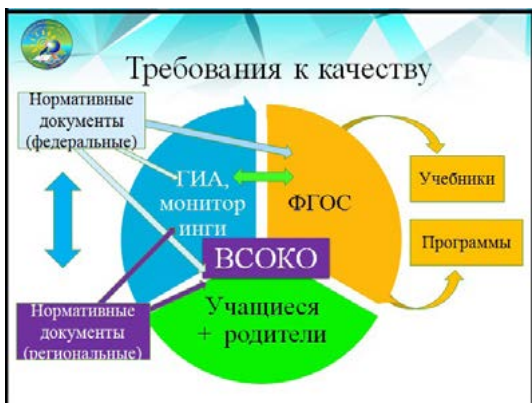 Требования к качеству
Нормативные
документы
(федеральные)
ГИА,
монитор
инги
ФГОС
Учебники
Программы
ВСОКО
Учащиеся
+ родители
Нормативные
документы
(региональные)